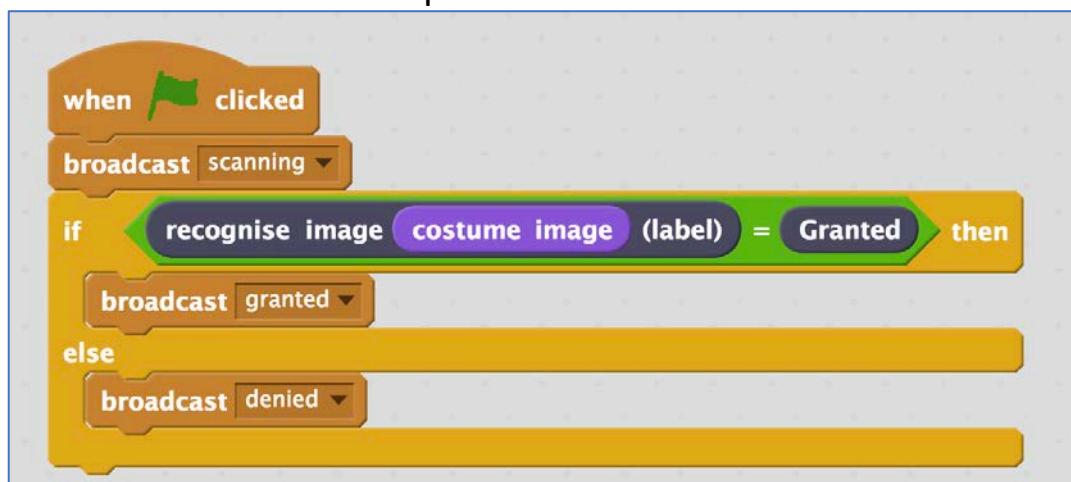 when clicked
broadcast scanning
if recognise image costume image (label) = Granted then
broadcast granted
else
broadcast denied